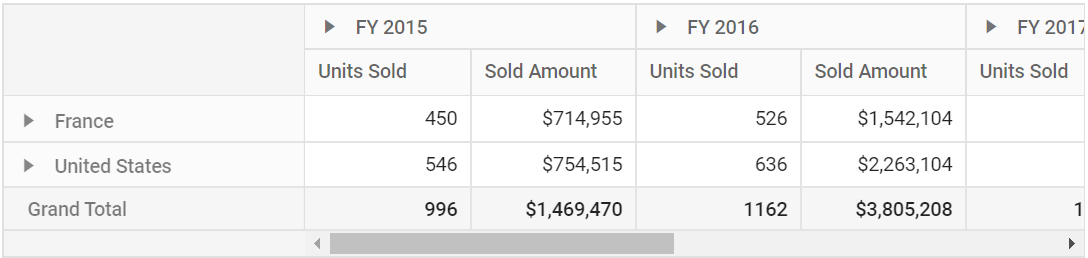 FY 2015 FY 2016 FY 2017
Units Sold Sold Amount Units Sold Sold Amount Units Sold
France 450 $714,955 526 $1,542,104
United States 546 $754,515 636 $2,263,104
Grand Total 996 $1,469,470 1162 $3,805,208 1